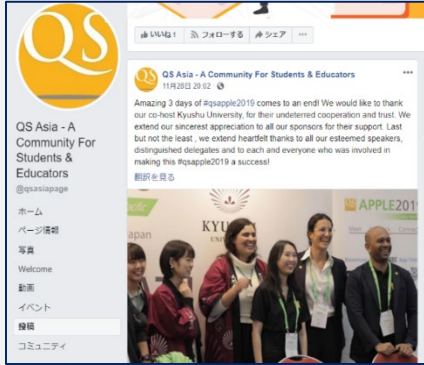 QS
QS Asia - A
Community For
Students &
Educators
@qsasiapage
ホーム
ページ情報
写真
Welcome
動画
イベント
投稿
コミュニティ
いいね!
フォローする
シェア
QS
QS Asia - A Community For Students & Educators
11月28日 20:02
Amazing 3 days of #qsapple2019 comes to an end! We would like to thank
our co-host Kyushu University, for their undeterred cooperation and trust. We
extend our sincerest appreciation to all our sponsors for their support. Last
but not the least , we extend heartfelt thanks to all our esteemed speakers,
distinguished delegates and to each and everyone who was involved in
making this #qsapple2019 a success!
翻訳を見る
Japan
KYU
UNIVE
APPLE2019